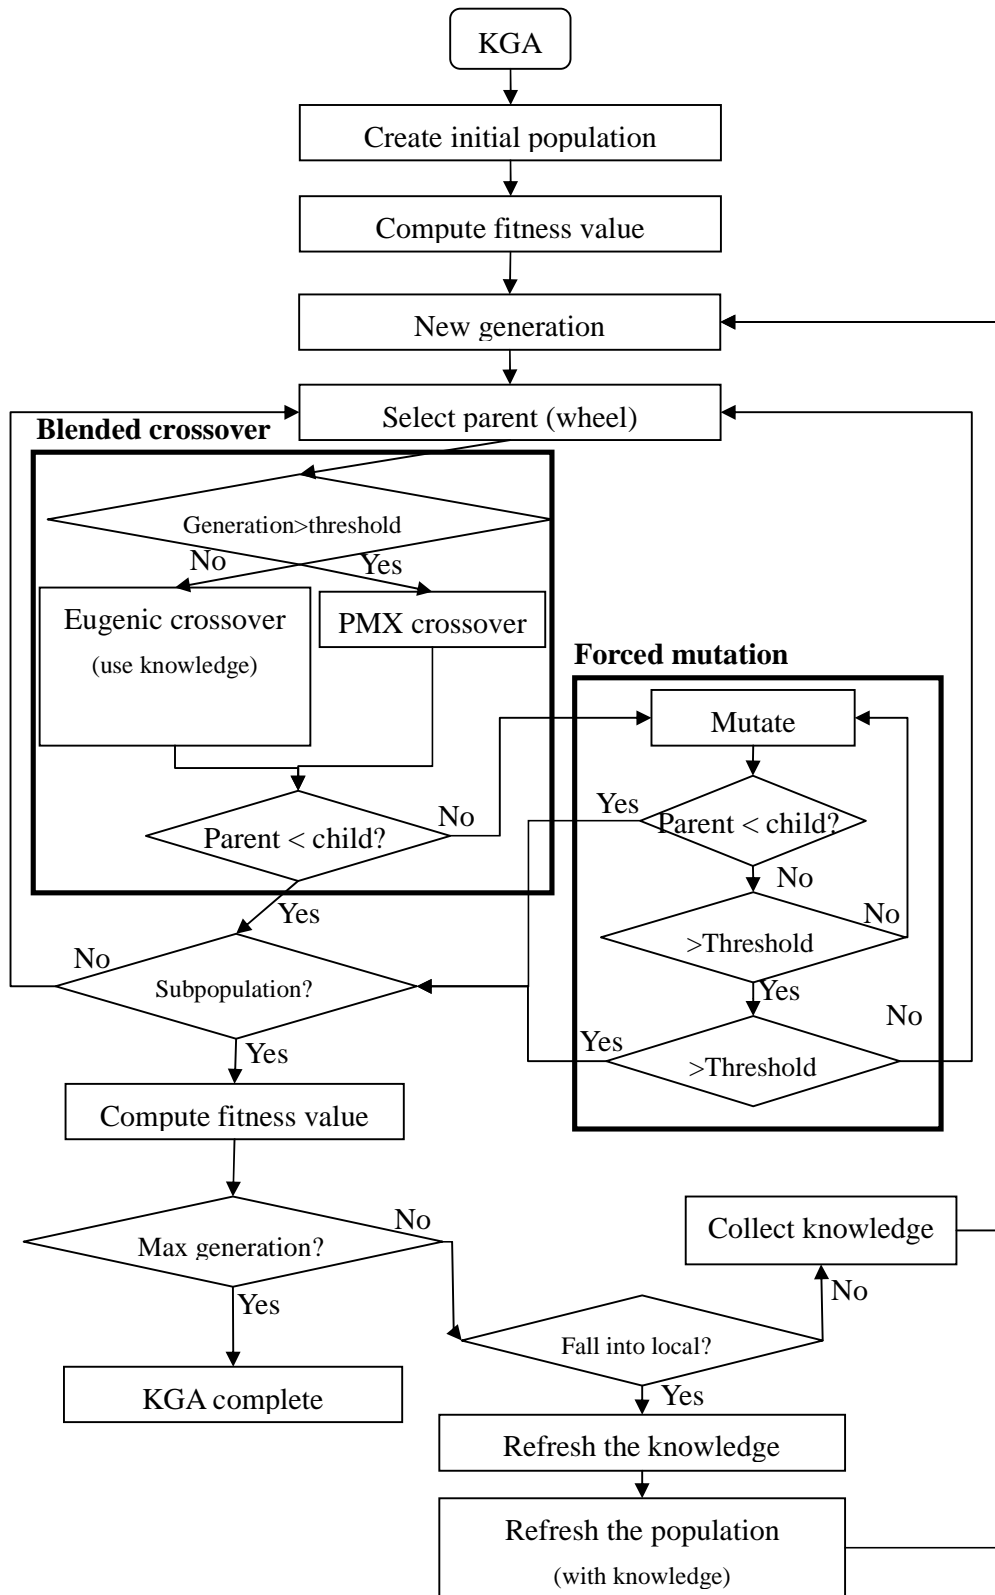 KGA
Create initial population
Compute fitness value
New generation
Select parent (wheel)
Blended crossover
Generation>threshold
No
Yes
Eugenic crossover
(use knowledge)
PMX crossover
Parent < child?
No
Yes
Forced mutation
Mutate
Yes
Parent < child?
No
No
>Threshold
Yes
No
Yes
>Threshold
No
Subpopulation?
Yes
Compute fitness value
No
Max generation?
Yes
KGA complete
Collect knowledge
No
Fall into local?
Yes
Refresh the knowledge
Refresh the population
(with knowledge)